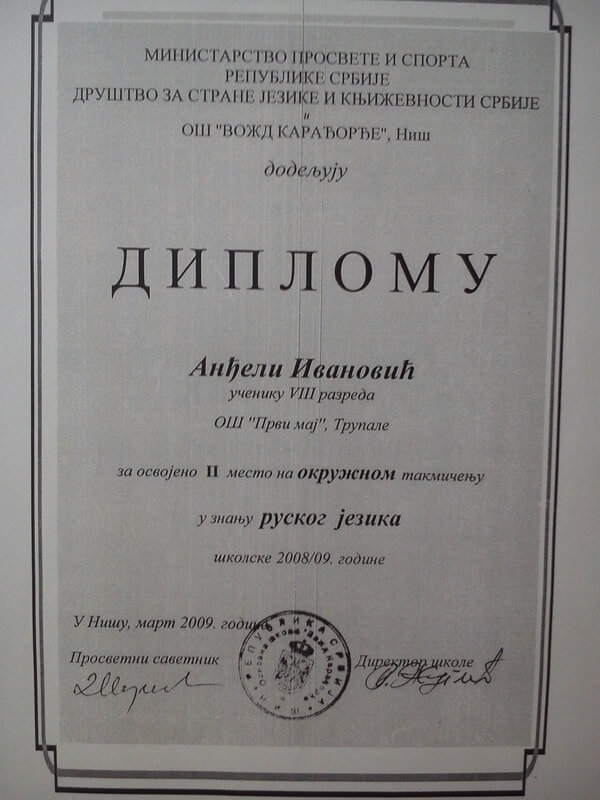 МИНИСТАРСТВО ПРОСВЕТЕ И СПОРТА
РЕПУБЛИКЕ СРБИЈЕ
ДРУШТВО ЗА СТРАНЕ ЈЕЗИКЕ И КЊИЖЕВНОСТИ СРБИЈЕ
и
ОШ "ВОЖД КАРАЂОРЂЕ", Ниш
додељују
ДИПЛОМУ
Анђели Ивановић
ученику VIII разреда
ОШ "Први мај", Трупале
за освојено II место на окружном такмичењу
у знању руског језика
школске 2008/09. године
У Нишу, март 2009. године
Просветни саветник
Директор школе
РЕПУБЛИКА СРБИЈА